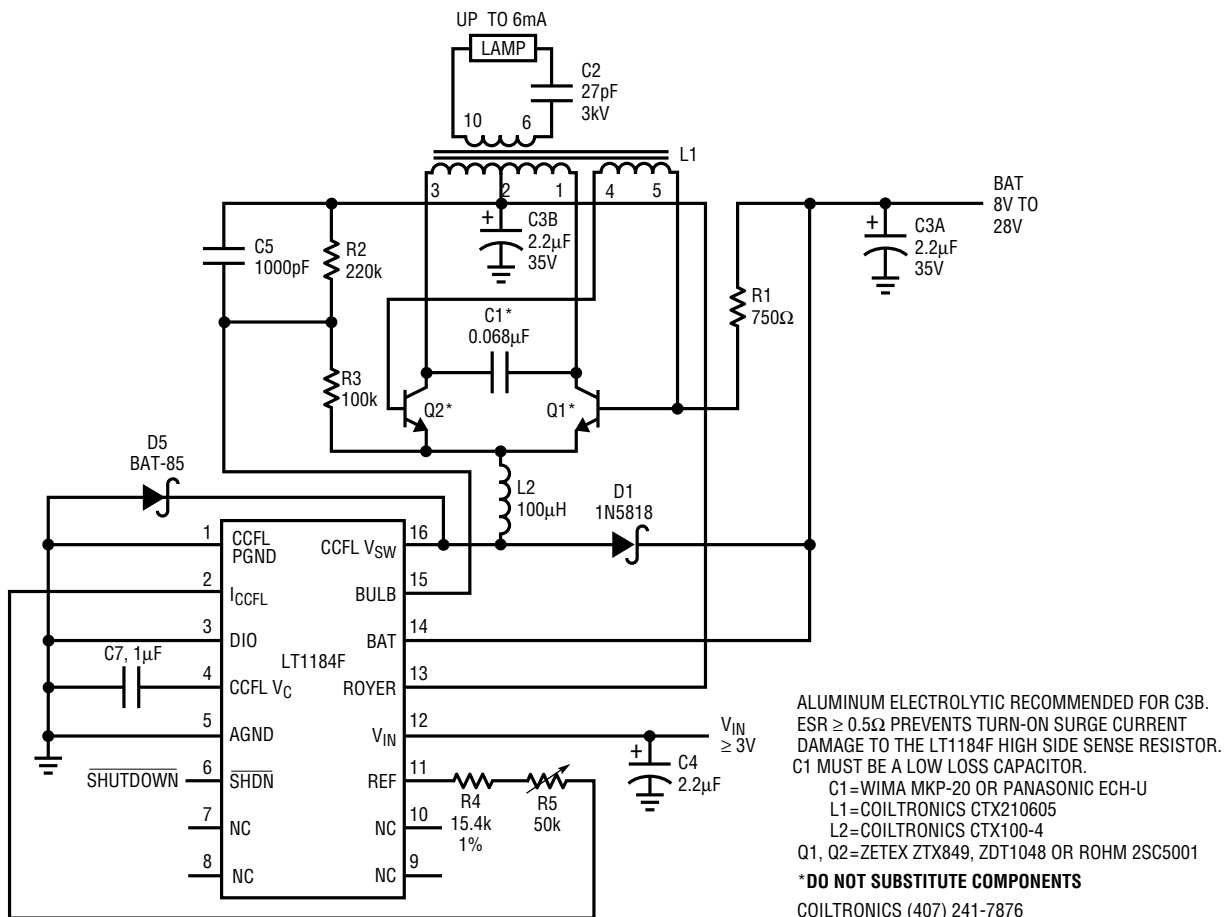 UP TO 6mA
LAMP
C2
27pF
3kV
10
6
L1
3
2
1
4
5
BAT
8V TO
28V
+
C3B
2.2µF
35V
+
C3A
2.2µF
35V
C5
1000pF
R2
220k
R1
750Ω
C1*
0.068µF
R3
100k
Q2*
Q1*
D5
BAT-85
L2
100µH
D1
1N5818
1
CCFL
PGND
CCFL VSW
16
2
ICCFL
BULB
15
3
DIO
BAT
14
C7, 1µF
LT1184F
4
CCFL VC
ROYER
13
5
AGND
VIN
12
VIN
≥ 3V
+
C4
2.2µF
SHUTDOWN
6
SHDN
REF
11
R4
15.4k
1%
R5
50k
7
NC
NC
10
8
NC
NC
9
ALUMINUM ELECTROLYTIC RECOMMENDED FOR C3B.
ESR ≥ 0.5Ω PREVENTS TURN-ON SURGE CURRENT
DAMAGE TO THE LT1184F HIGH SIDE SENSE RESISTOR.
C1 MUST BE A LOW LOSS CAPACITOR.
C1=WIMA MKP-20 OR PANASONIC ECH-U
L1=COILTRONICS CTX210605
L2=COILTRONICS CTX100-4
Q1, Q2=ZETEX ZTX849, ZDT1048 OR ROHM 2SC5001
*DO NOT SUBSTITUTE COMPONENTS
COILTRONICS (407) 241-7876